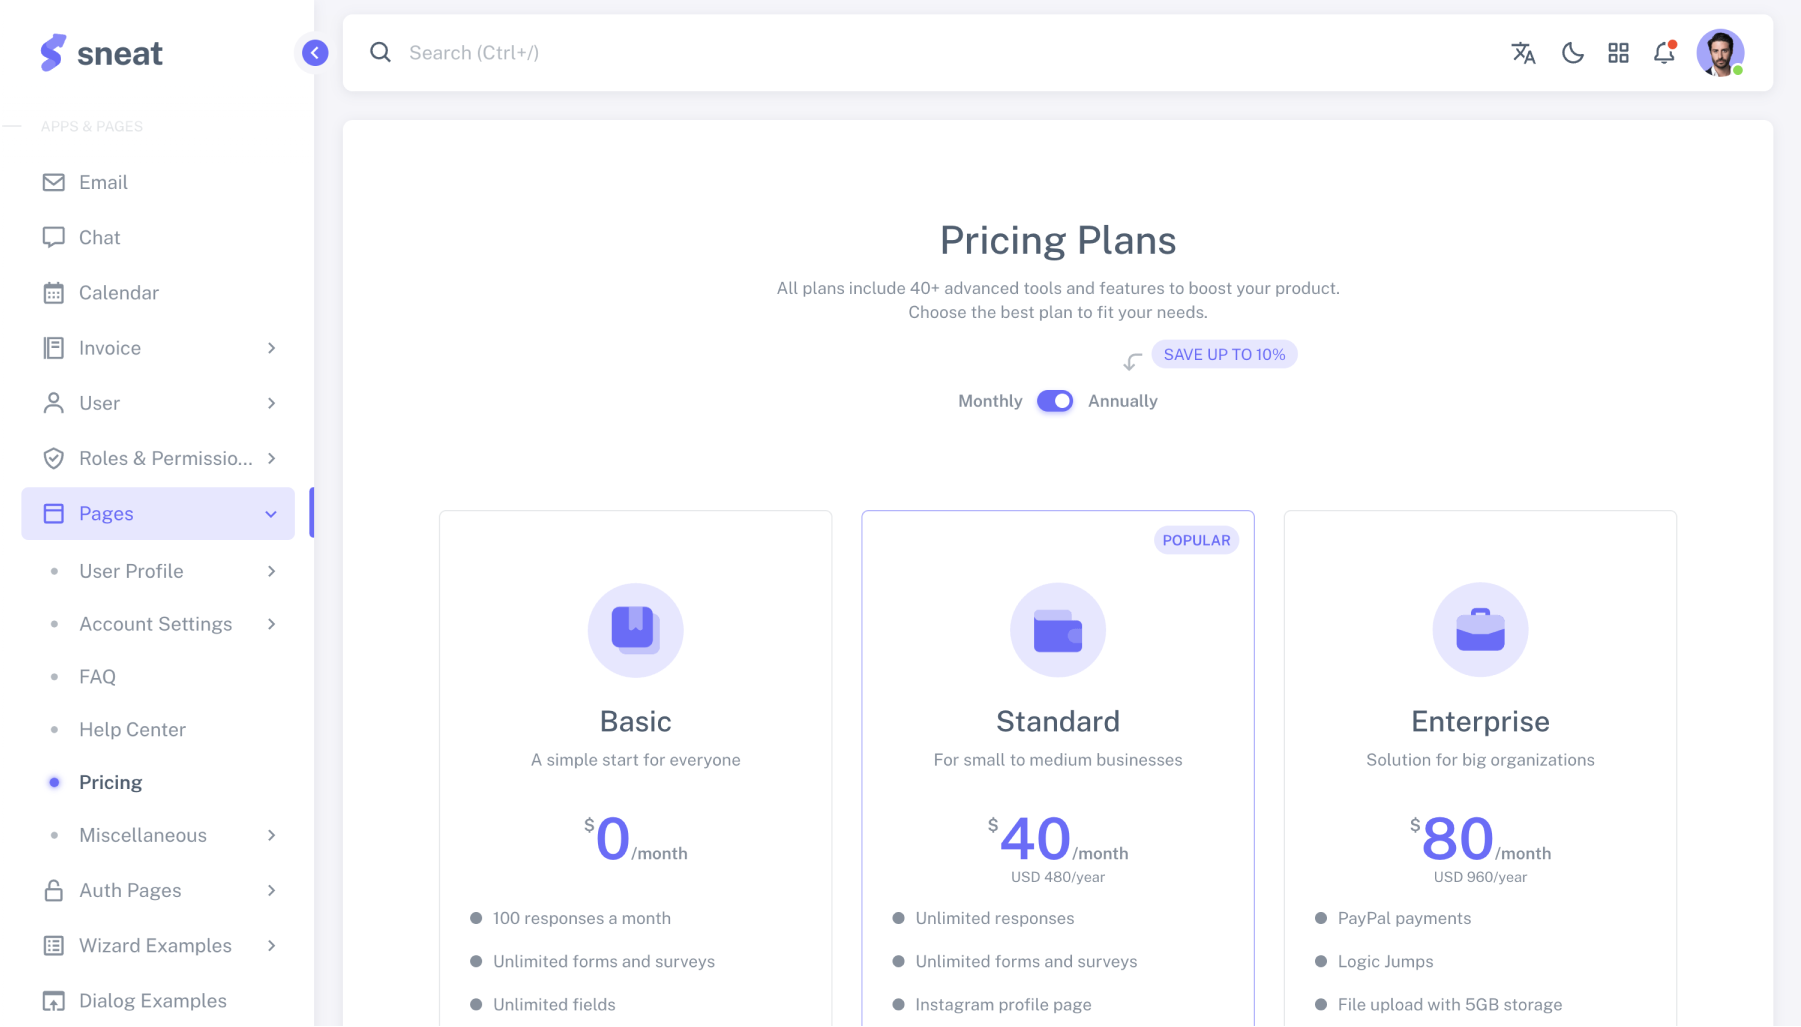 sneat
Search (Ctrl+/)
APPS & PAGES
Email
Chat
Calendar
Invoice
User
Roles & Permissio...
Pages
User Profile
Account Settings
FAQ
Help Center
Pricing
Miscellaneous
Auth Pages
Wizard Examples
Dialog Examples
Pricing Plans
All plans include 40+ advanced tools and features to boost your product.
Choose the best plan to fit your needs.
SAVE UP TO 10%
Monthly
Annually
Basic
A simple start for everyone
$0/month
100 responses a month
Unlimited forms and surveys
Unlimited fields
POPULAR
Standard
For small to medium businesses
$40/month
USD 480/year
Unlimited responses
Unlimited forms and surveys
Instagram profile page
Enterprise
Solution for big organizations
$80/month
USD 960/year
PayPal payments
Logic Jumps
File upload with 5GB storage